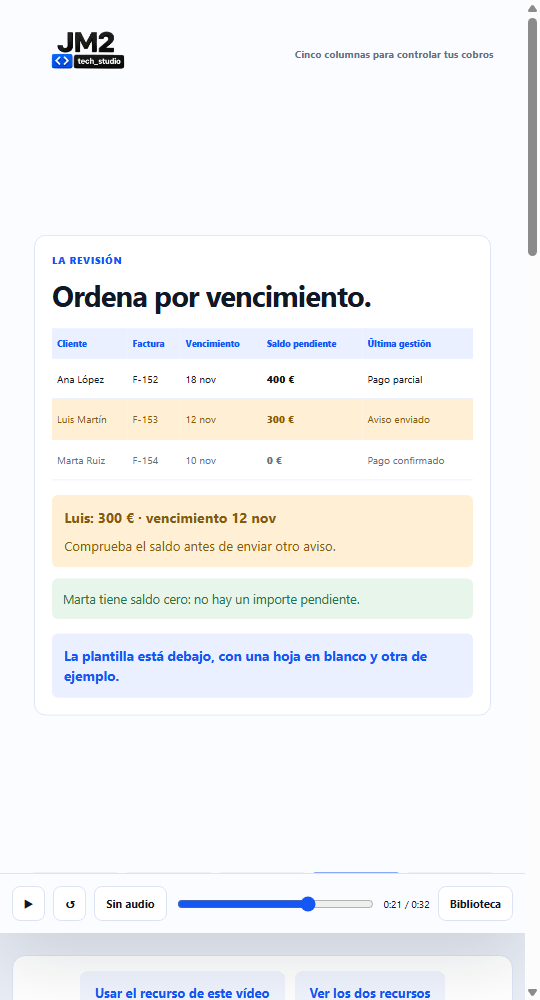 JM2
tech_studio
Cinco columnas para controlar tus cobros
LA REVISIÓN
Ordena por vencimiento.
Cliente Factura Vencimiento Saldo pendiente Última gestión
Ana López F-152 18 nov 400 € Pago parcial
Luis Martín F-153 12 nov 300 € Aviso enviado
Marta Ruiz F-154 10 nov 0 € Pago confirmado
Luis: 300 € · vencimiento 12 nov
Comprueba el saldo antes de enviar otro aviso.
Marta tiene saldo cero: no hay un importe pendiente.
La plantilla está debajo, con una hoja en blanco y otra de
ejemplo.
Sin audio 0:21 / 0:32 Biblioteca
Usar el recurso de este vídeo Ver los dos recursos